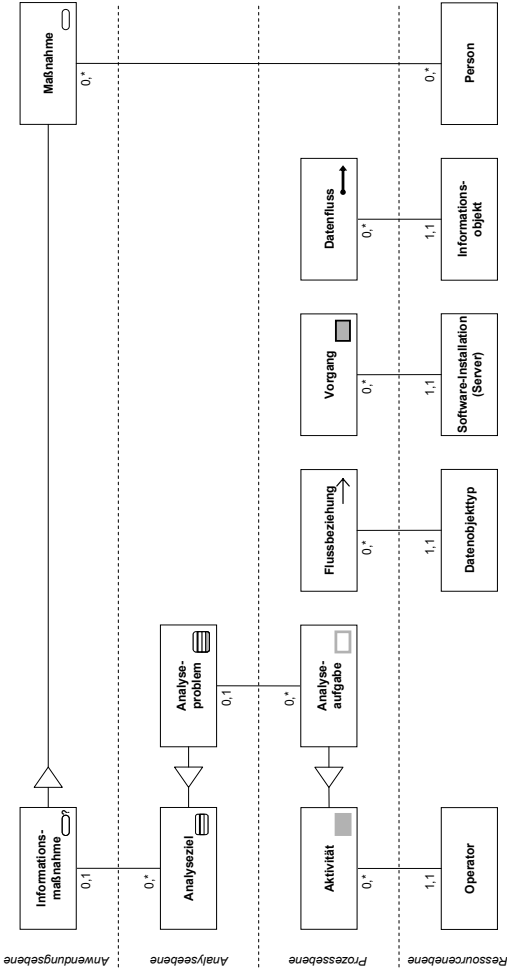 Anwendungsebene
Informations-
maßnahme
?
Maßnahme
0,1
0,*
Analyseebene
0,*
Analyseziel
Analyse-
problem
0,1
Prozessebene
0,*
Aktivität
Analyse-
aufgabe
Flussbeziehung
Vorgang
Datenfluss
0,*
0,*
0,*
0,*
Ressourcenebene
1,1
1,1
1,1
1,1
0,*
Operator
Datenobjekttyp
Software-Installation
(Server)
Informations-
objekt
Person